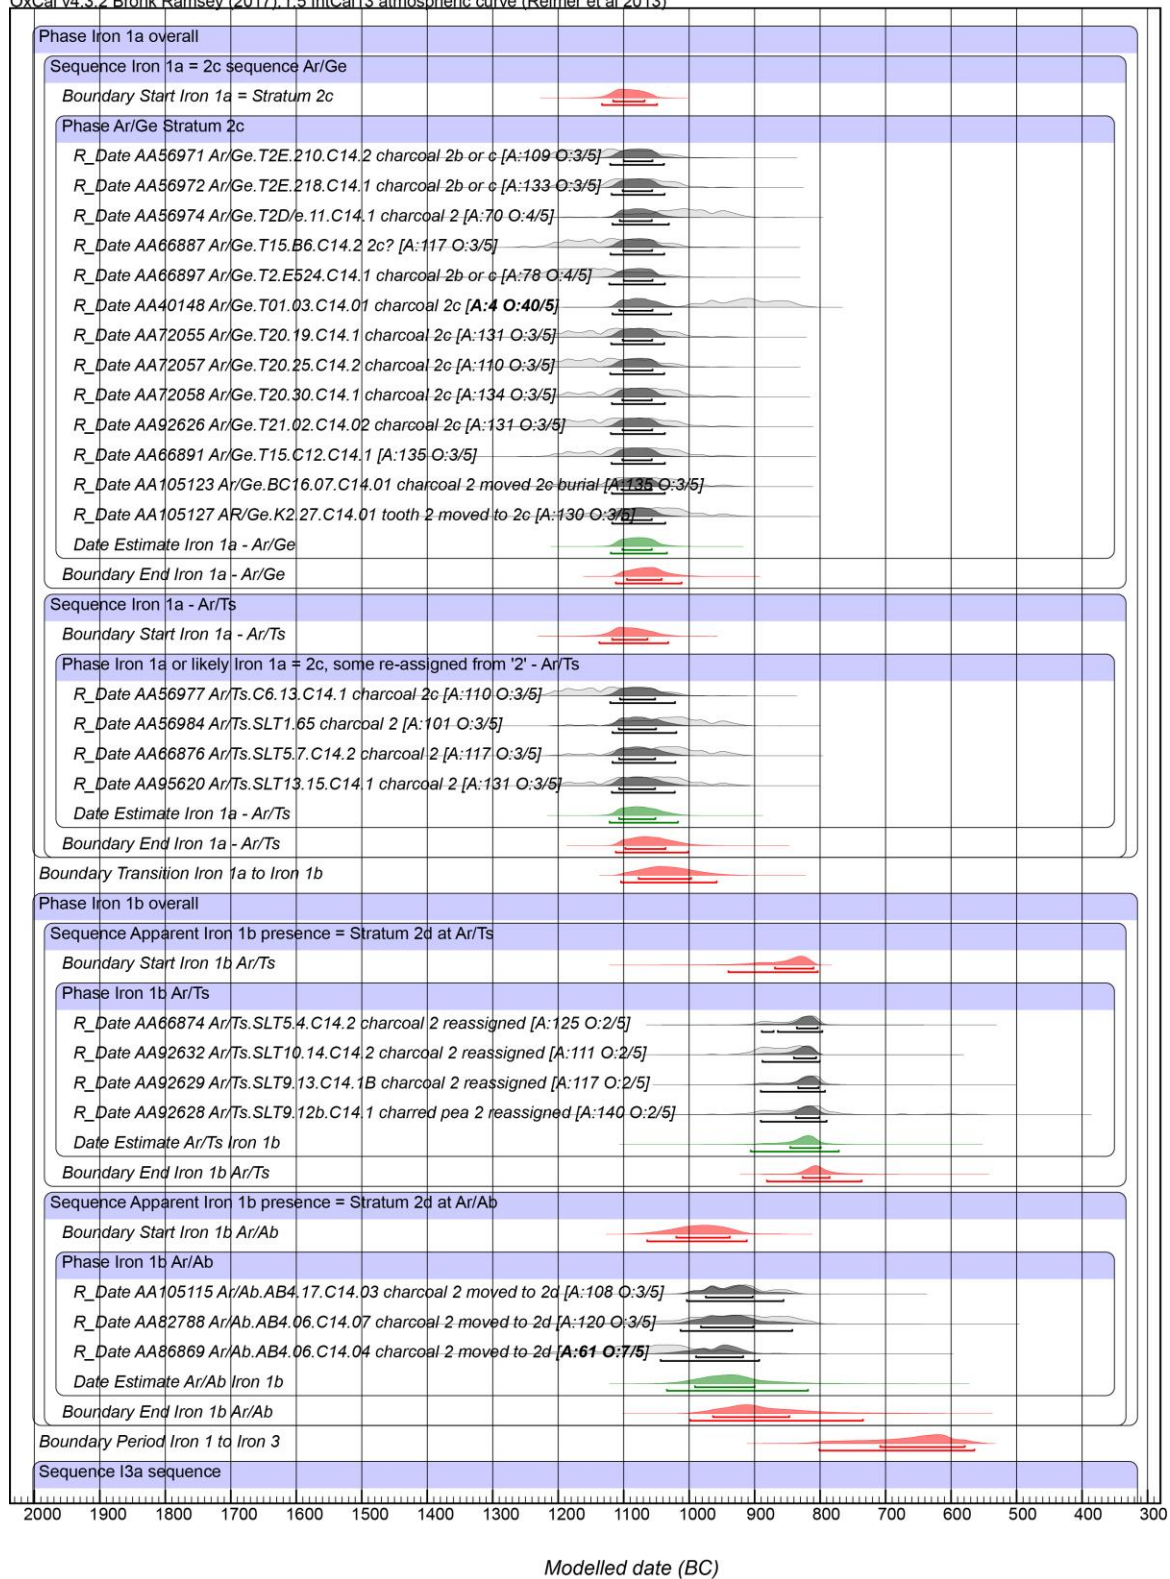 OxCal v4.3.2 Bronk Ramsey (2017); r:5 IntCal13 atmospheric curve (Reimer et al 2013)
Phase Iron 1a overall
Sequence Iron 1a = 2c sequence Ar/Ge
Boundary Start Iron 1a = Stratum 2c
Phase Ar/Ge Stratum 2c
R_Date AA56971 Ar/Ge.T2E.210.C14.2 charcoal 2b or c [A:109 O:3/5]
R_Date AA56972 Ar/Ge.T2E.218.C14.1 charcoal 2b or c [A:133 O:3/5]
R_Date AA56974 Ar/Ge.T2D/e.11.C14.1 charcoal 2 [A:70 O:4/5]
R_Date AA66887 Ar/Ge.T15.B6.C14.2 2c? [A:117 O:3/5]
R_Date AA66897 Ar/Ge.T2.E524.C14.1 charcoal 2b or c [A:78 O:4/5]
R_Date AA40148 Ar/Ge.T01.03.C14.01 charcoal 2c [A:4 O:40/5]
R_Date AA72055 Ar/Ge.T20.19.C14.1 charcoal 2c [A:131 O:3/5]
R_Date AA72057 Ar/Ge.T20.25.C14.2 charcoal 2c [A:110 O:3/5]
R_Date AA72058 Ar/Ge.T20.30.C14.1 charcoal 2c [A:134 O:3/5]
R_Date AA92626 Ar/Ge.T21.02.C14.02 charcoal 2c [A:131 O:3/5]
R_Date AA66891 Ar/Ge.T15.C12.C14.1 [A:135 O:3/5]
R_Date AA105123 Ar/Ge.BC16.07.C14.01 charcoal 2 moved 2c burial [A:135 O:3/5]
R_Date AA105127 AR/Ge.K2.27.C14.01 tooth 2 moved to 2c [A:130 O:3/5]
Date Estimate Iron 1a - Ar/Ge
Boundary End Iron 1a - Ar/Ge
Sequence Iron 1a - Ar/Ts
Boundary Start Iron 1a - Ar/Ts
Phase Iron 1a or likely Iron 1a = 2c, some re-assigned from '2' - Ar/Ts
R_Date AA56977 Ar/Ts.C6.13.C14.1 charcoal 2c [A:110 O:3/5]
R_Date AA56984 Ar/Ts.SLT1.65 charcoal 2 [A:101 O:3/5]
R_Date AA66876 Ar/Ts.SLT5.7.C14.2 charcoal 2 [A:117 O:3/5]
R_Date AA95620 Ar/Ts.SLT13.15.C14.1 charcoal 2 [A:131 O:3/5]
Date Estimate Iron 1a - Ar/Ts
Boundary End Iron 1a - Ar/Ts
Boundary Transition Iron 1a to Iron 1b
Phase Iron 1b overall
Sequence Apparent Iron 1b presence = Stratum 2d at Ar/Ts
Boundary Start Iron 1b Ar/Ts
Phase Iron 1b Ar/Ts
R_Date AA66874 Ar/Ts.SLT5.4.C14.2 charcoal 2 reassigned [A:125 O:2/5]
R_Date AA92632 Ar/Ts.SLT10.14.C14.2 charcoal 2 reassigned [A:111 O:2/5]
R_Date AA92629 Ar/Ts.SLT9.13.C14.1B charcoal 2 reassigned [A:117 O:2/5]
R_Date AA92628 Ar/Ts.SLT9.12b.C14.1 charred pea 2 reassigned [A:140 O:2/5]
Date Estimate Ar/Ts Iron 1b
Boundary End Iron 1b Ar/Ts
Sequence Apparent Iron 1b presence = Stratum 2d at Ar/Ab
Boundary Start Iron 1b Ar/Ab
Phase Iron 1b Ar/Ab
R_Date AA105115 Ar/Ab.AB4.17.C14.03 charcoal 2 moved to 2d [A:108 O:3/5]
R_Date AA82788 Ar/Ab.AB4.06.C14.07 charcoal 2 moved to 2d [A:120 O:3/5]
R_Date AA86869 Ar/Ab.AB4.06.C14.04 charcoal 2 moved to 2d [A:61 O:7/5]
Date Estimate Ar/Ab Iron 1b
Boundary End Iron 1b Ar/Ab
Boundary Period Iron 1 to Iron 3
Sequence I3a sequence
2000 1900 1800 1700 1600 1500 1400 1300 1200 1100 1000 900 800 700 600 500 400 300
Modelled date (BC)